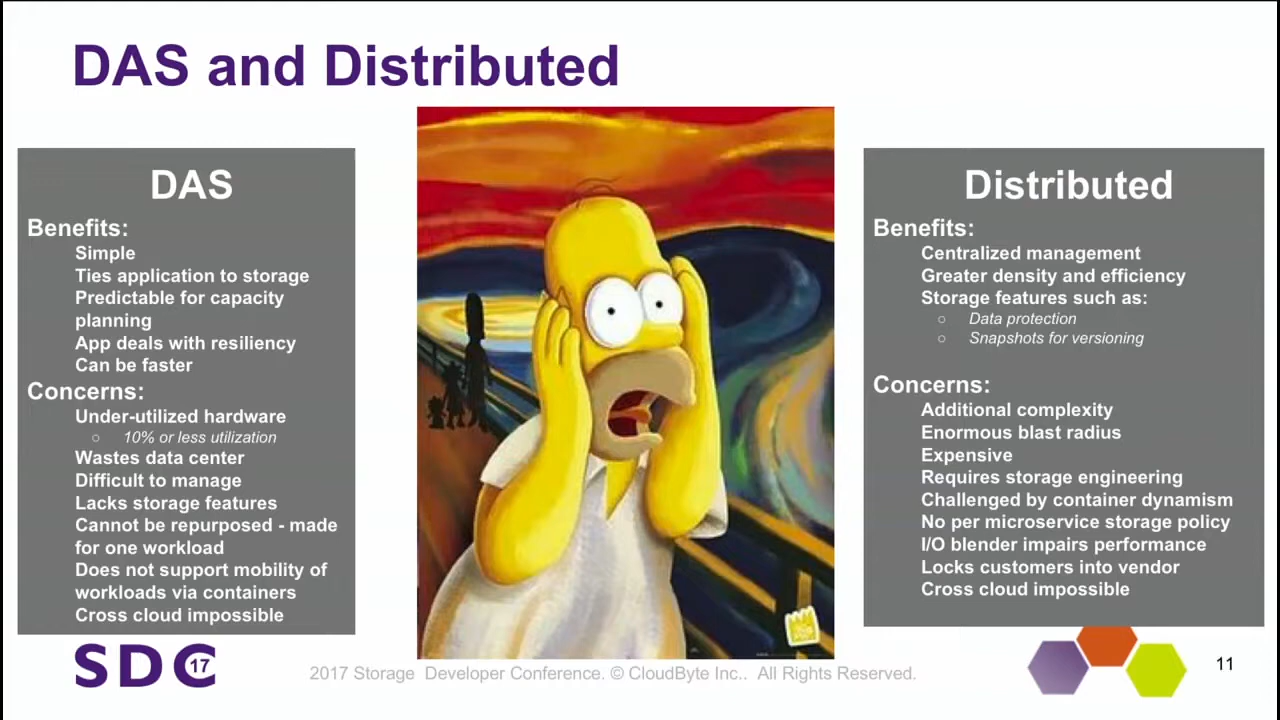 DAS and Distributed
DAS
Benefits:
Simple
Ties application to storage
Predictable for capacity
planning
App deals with resiliency
Can be faster
Concerns:
Under-utilized hardware
○ 10% or less utilization
Wastes data center
Difficult to manage
Lacks storage features
Cannot be repurposed - made
for one workload
Does not support mobility of
workloads via containers
Cross cloud impossible
Distributed
Benefits:
Centralized management
Greater density and efficiency
Storage features such as:
○ Data protection
○ Snapshots for versioning
Concerns:
Additional complexity
Enormous blast radius
Expensive
Requires storage engineering
Challenged by container dynamism
No per microservice storage policy
I/O blender impairs performance
Locks customers into vendor
Cross cloud impossible
SDC 17
2017 Storage Developer Conference. © CloudByte Inc.. All Rights Reserved.
11